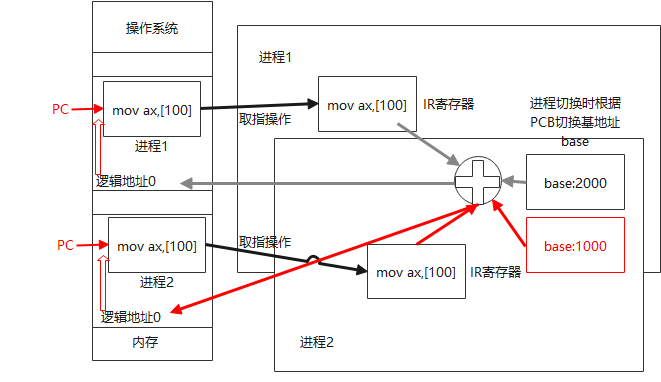 操作系统
进程1
PC
mov ax,[100]
mov ax,[100]
IR寄存器
取指操作
进程1
进程切换时根据
PCB切换基地址
base
逻辑地址0
base:2000
PC
mov ax,[100]
取指操作
base:1000
mov ax,[100]
IR寄存器
进程2
逻辑地址0
内存
进程2